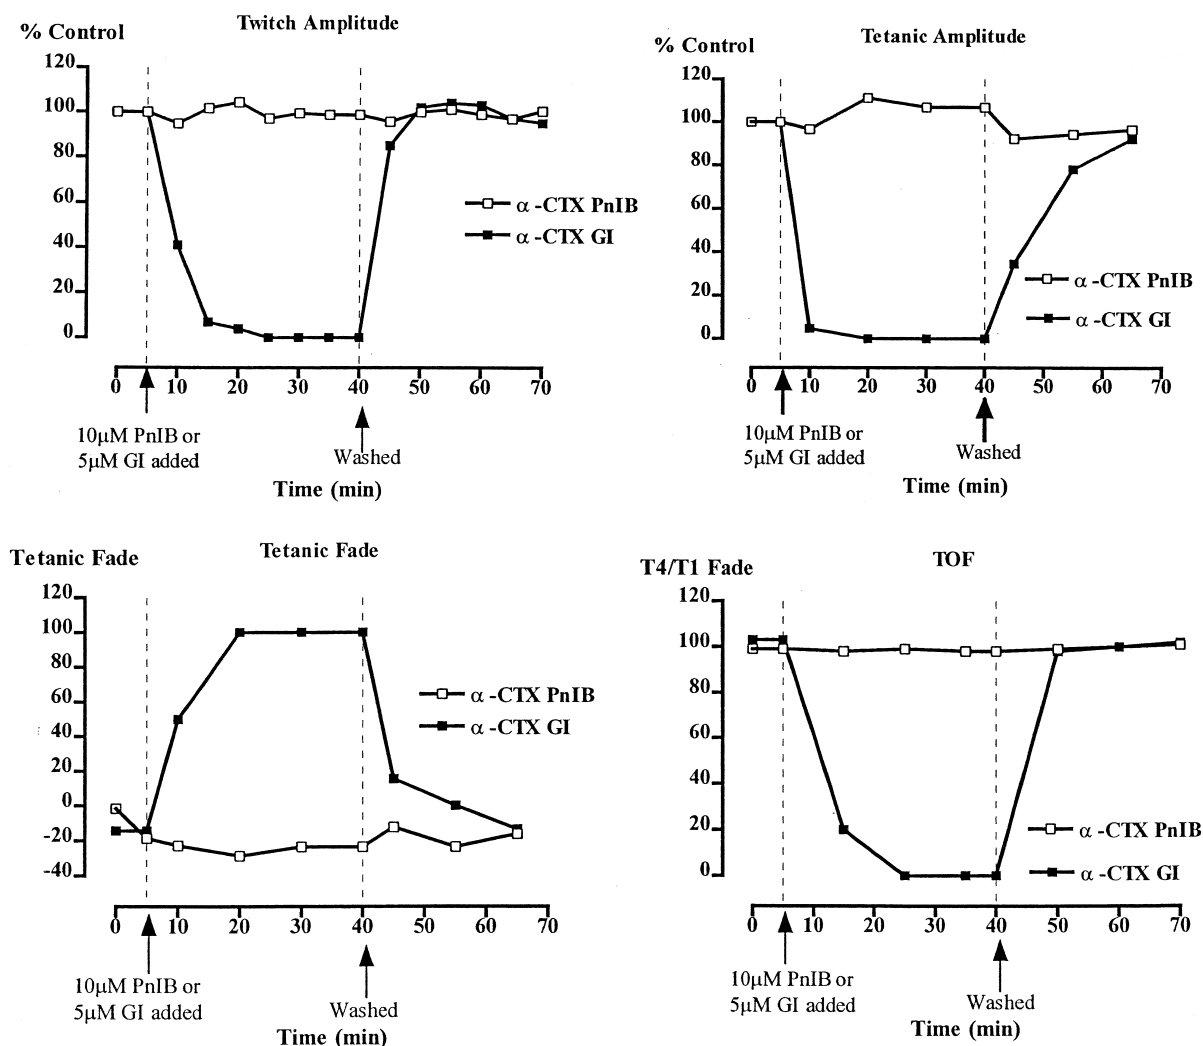 Twitch Amplitude
% Control
120
100
80
60
40
20
0
α -CTX PnIB
α -CTX GI
0 10 20 30 40 50 60 70
10μM PnIB or
5μM GI added
Washed
Time (min)
Tetanic Amplitude
% Control
120
100
80
60
40
20
0
α -CTX PnIB
α -CTX GI
0 10 20 30 40 50 60 70
10μM PnIB or
5μM GI added
Washed
Time (min)
Tetanic Fade
Tetanic Fade
120
100
80
60
40
20
0
-20
-40
α -CTX PnIB
α -CTX GI
0 10 20 30 40 50 60 70
10μM PnIB or
5μM GI added
Washed
Time (min)
TOF
T4/T1 Fade
120
100
80
60
40
20
0
α -CTX PnIB
α -CTX GI
0 10 20 30 40 50 60 70
10μM PnIB or
5μM GI added
Washed
Time (min)